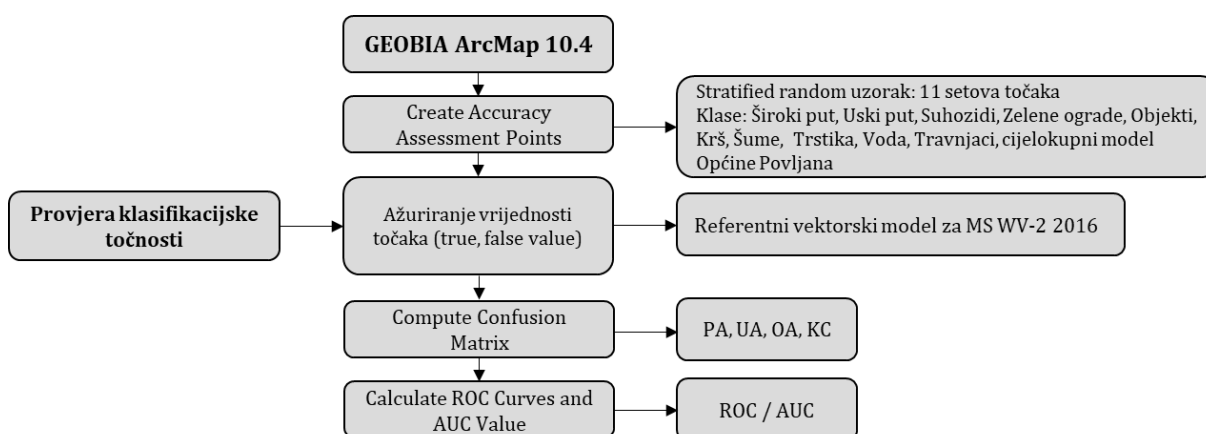 GEOBIA ArcMap 10.4
Create Accuracy
Assessment Points
Stratified random uzorak: 11 setova točaka
Klase: Široki put, Uski put, Suhozidi, Zelene ograde, Objekti,
Krš, Šume, Trstika, Voda, Travnjaci, cijelokupni model
Općine Povljana
Provjera klasifikacijske
točnosti
Ažuriranje vrijednosti
točaka (true, false value)
Referentni vektorski model za MS WV-2 2016
Compute Confusion
Matrix
PA, UA, OA, KC
Calculate ROC Curves and
AUC Value
ROC / AUC